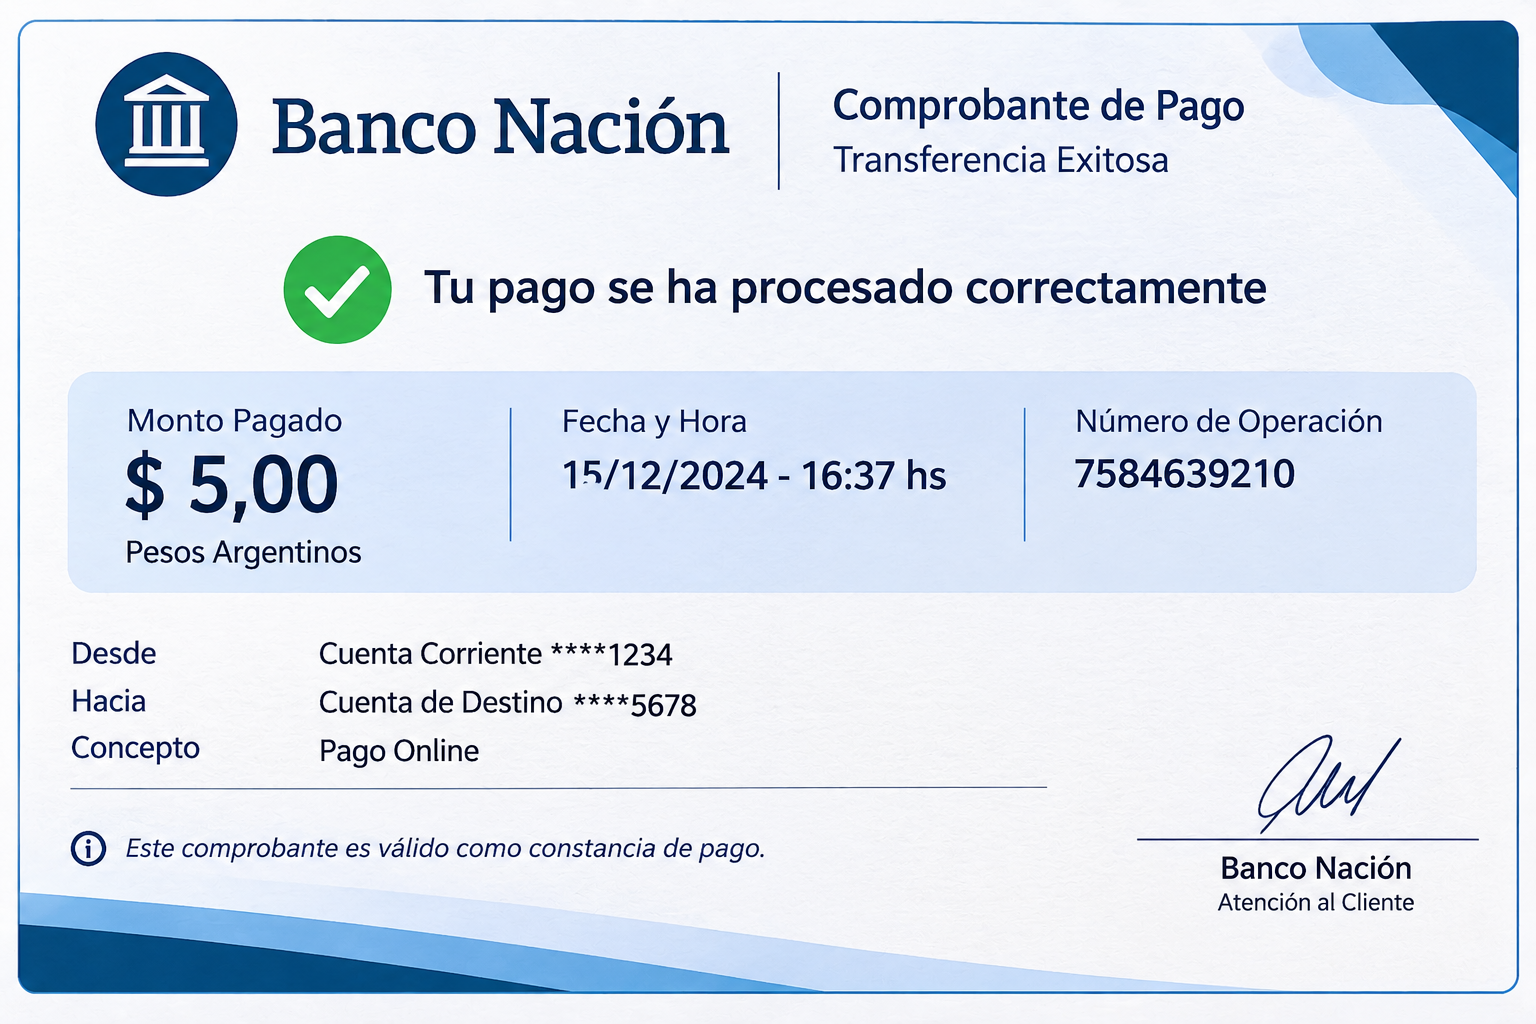 Banco Nación
Comprobante de Pago
Transferencia Exitosa
Tu pago se ha procesado correctamente
Monto Pagado
$ 5,00
Pesos Argentinos
Fecha y Hora
15/12/2024 - 16:37 hs
Número de Operación
7584639210
Desde Cuenta Corriente ****1234
Hacia Cuenta de Destino ****5678
Concepto Pago Online
Este comprobante es válido como constancia de pago.
Banco Nación
Atención al Cliente